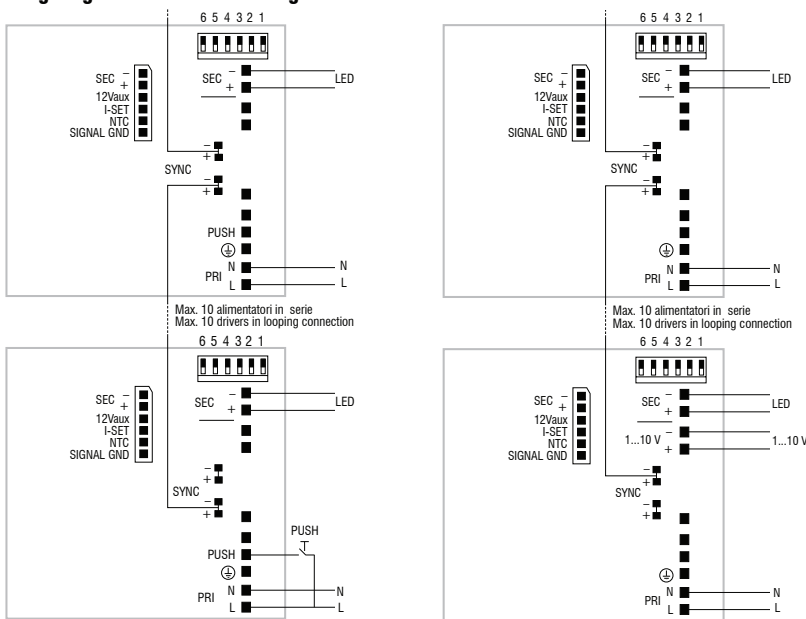 6 5 4 3 2 1
SEC –
+
12Vaux
I-SET
NTC
SIGNAL GND
SEC –
+
LED
–
+
SYNC
–
+
PUSH
N
PRI
L
N
L
Max. 10 alimentatori in serie
Max. 10 drivers in looping connection
6 5 4 3 2 1
SEC –
+
12Vaux
I-SET
NTC
SIGNAL GND
SEC –
+
LED
–
+
SYNC
–
+
PUSH
PUSH
N
PRI
L
N
L
6 5 4 3 2 1
SEC –
+
12Vaux
I-SET
NTC
SIGNAL GND
SEC –
+
LED
–
+
SYNC
–
+
N
PRI
L
N
L
Max. 10 alimentatori in serie
Max. 10 drivers in looping connection
6 5 4 3 2 1
SEC –
+
12Vaux
I-SET
NTC
SIGNAL GND
SEC –
+
LED
1...10 V –
+
1...10 V
–
+
SYNC
–
+
N
PRI
L
N
L